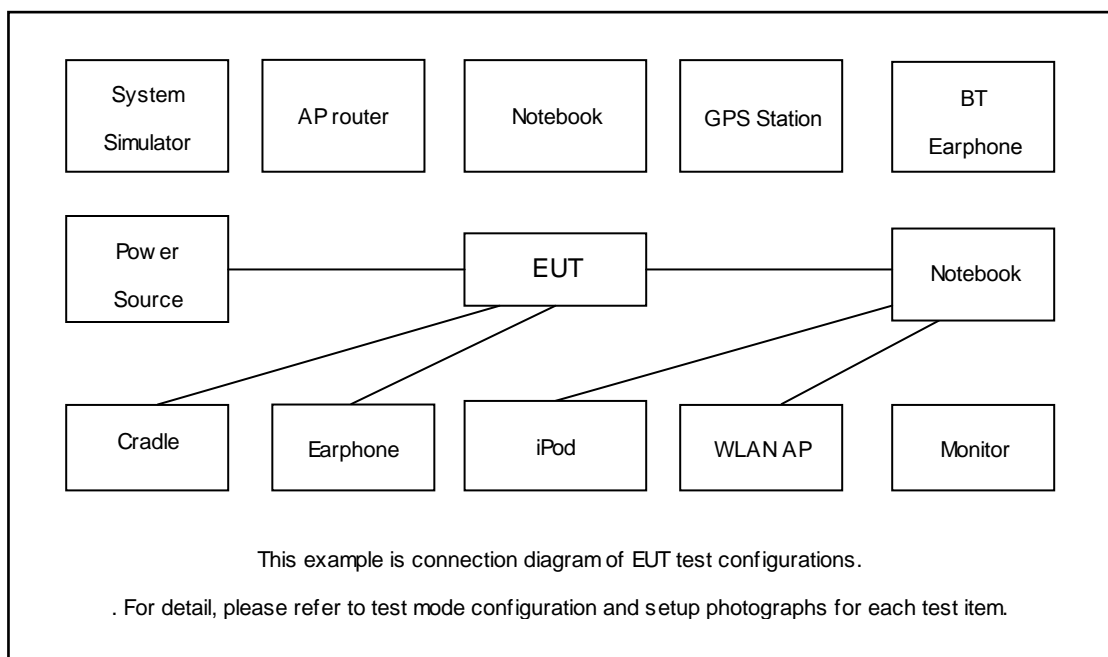 System
Simulator
AP router
Notebook
GPS Station
BT
Earphone
Power
Source
EUT
Notebook
Cradle
Earphone
iPod
WLAN AP
Monitor
This example is connection diagram of EUT test configurations.
. For detail, please refer to test mode configuration and setup photographs for each test item.